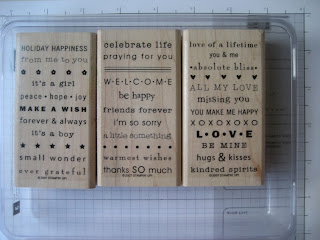 HOLIDAY HAPPINESS
from me to you
it's a girl
peace · hope · joy
MAKE A WISH
forever & always
it's a boy
small wonder
ever grateful
celebrate life
praying for you
W·E·L·C·O·M·E
be happy
friends forever
I'm so sorry
a little something
warmest wishes
thanks SO much
love of a lifetime
you & me
·absolute bliss·
ALL MY LOVE
missing you
YOU MAKE ME HAPPY
XOXOXOXO
L·O·V·E
BE MINE
hugs & kisses
kindred spirits